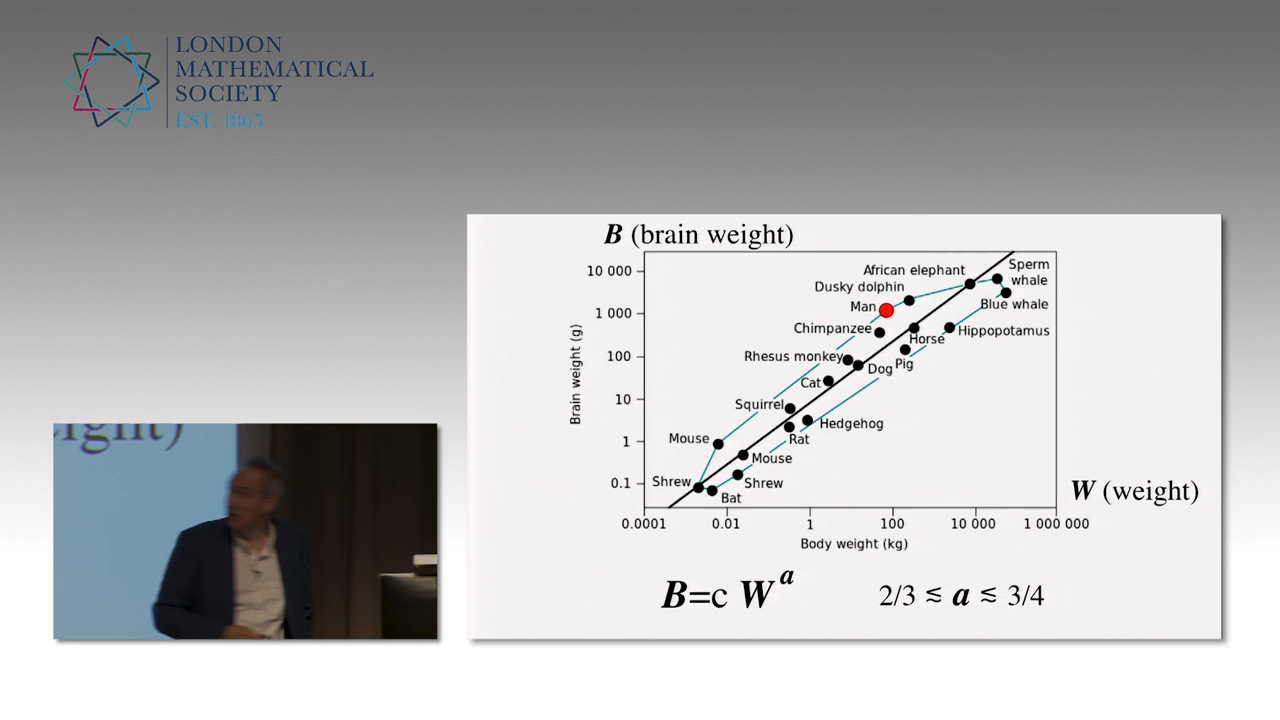 LONDON
MATHEMATICAL
SOCIETY
EST. 1865
B (brain weight)
10 000
1 000
100
10
1
0.1
Brain weight (g)
African elephant
Sperm
whale
Dusky dolphin
Man
Blue whale
Chimpanzee
Hippopotamus
Horse
Rhesus monkey
Dog
Pig
Cat
Squirrel
Hedgehog
Rat
Mouse
Mouse
Shrew
Shrew
Bat
W (weight)
0.0001
0.01
1
100
10 000
1 000 000
Body weight (kg)
B=c W^a
2/3 ≲ a ≲ 3/4
eight)